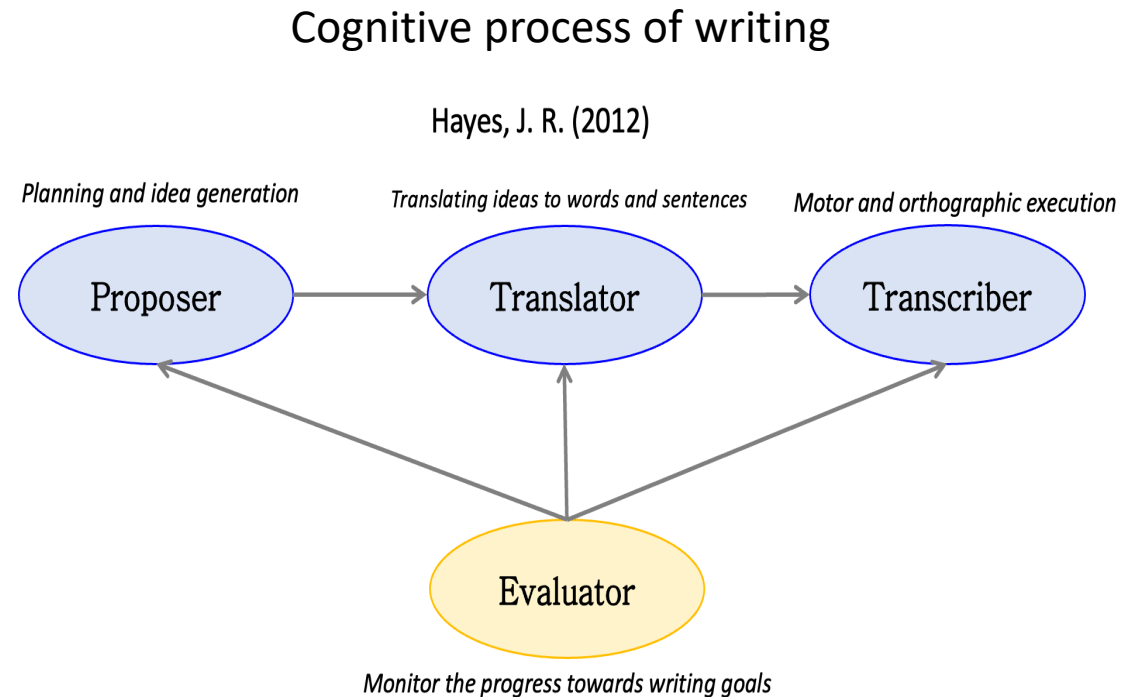 Cognitive process of writing
Hayes, J. R. (2012)
Planning and idea generation
Translating ideas to words and sentences
Motor and orthographic execution
Proposer
Translator
Transcriber
Evaluator
Monitor the progress towards writing goals